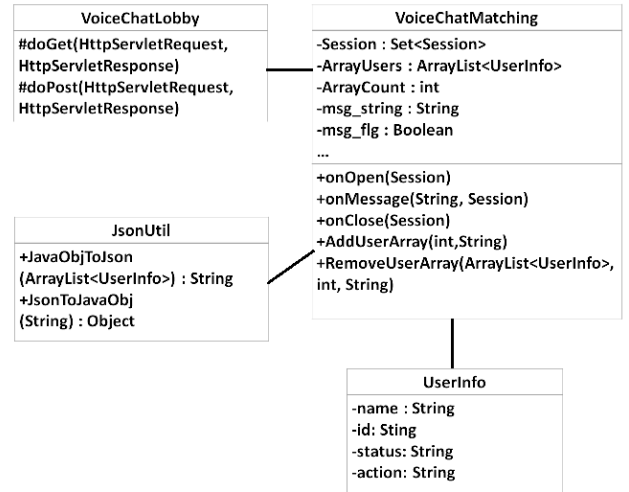 VoiceChatLobby
#doGet(HttpServletRequest,
HttpServletResponse)
#doPost(HttpServletRequest,
HttpServletResponse)
VoiceChatMatching
-Session : Set<Session>
-ArrayUsers : ArrayList<UserInfo>
-ArrayCount : int
-msg_string : String
-msg_flg : Boolean
...
+onOpen(Session)
+onMessage(String, Session)
+onClose(Session)
+AddUserArray(int,String)
+RemoveUserArray(ArrayList<UserInfo>,
int, String)
JsonUtil
+JavaObjToJson
(ArrayList<UserInfo>) : String
+JsonToJavaObj
(String) : Object
UserInfo
-name : String
-id: Sting
-status: String
-action: String